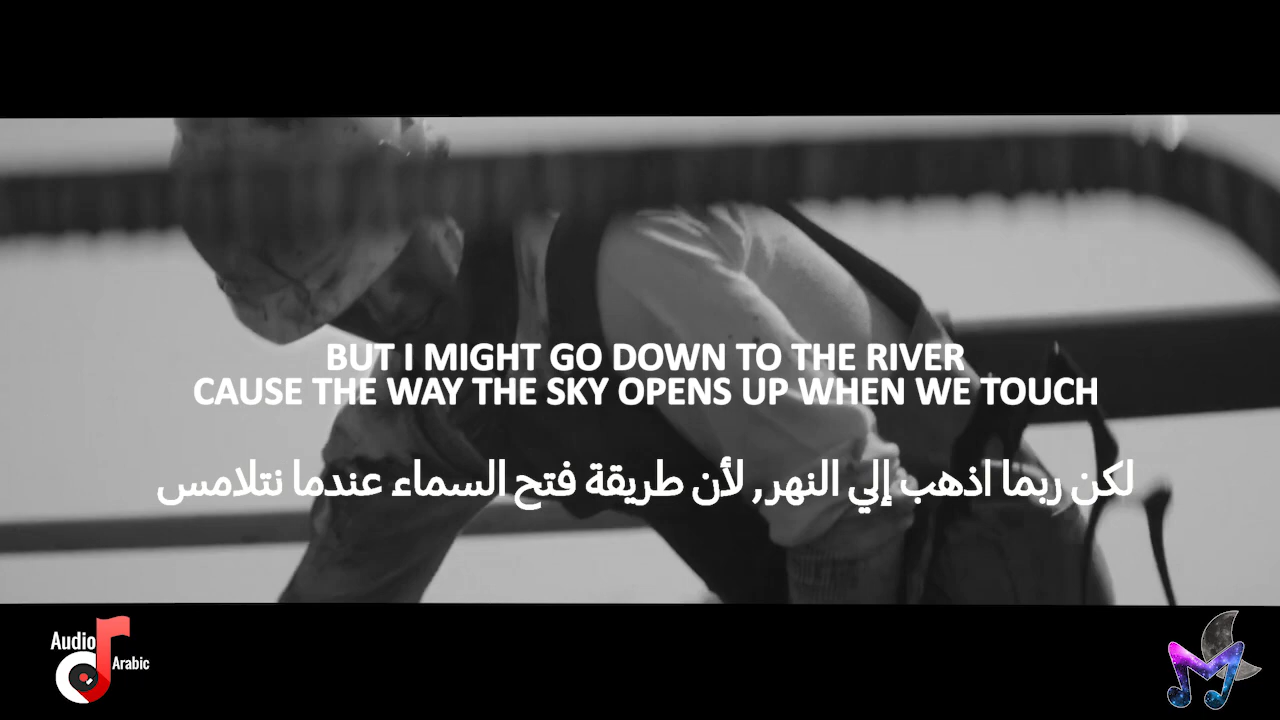 BUT I MIGHT GO DOWN TO THE RIVER
CAUSE THE WAY THE SKY OPENS UP WHEN WE TOUCH
لكن ربما اذهب إلي النهر, لأن طريقة فتح السماء عندما نتلامس
Audio
Arabic